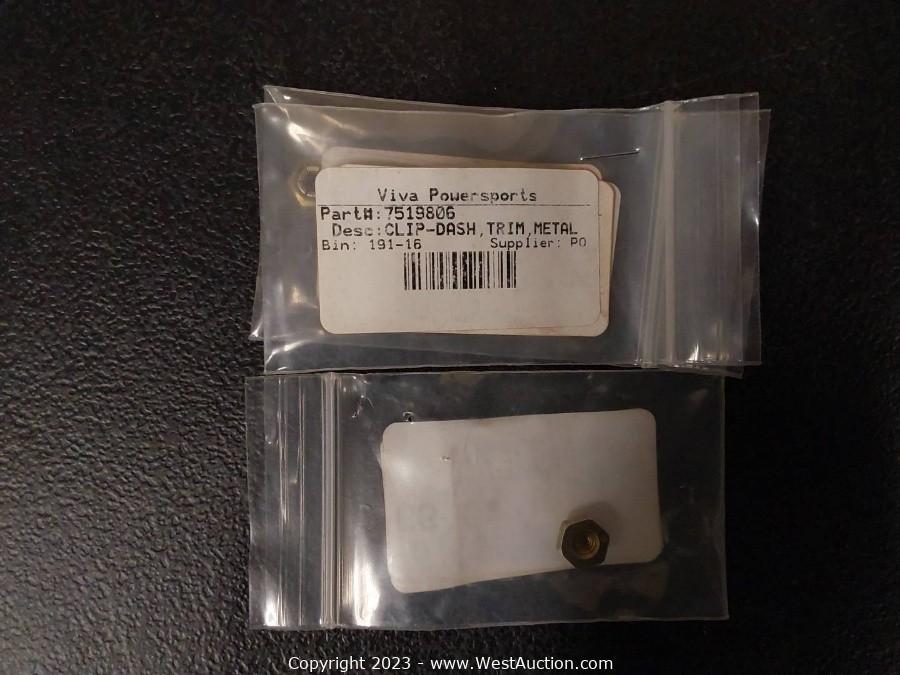 Viva Powersports
Part#:7519806
Desc:CLIP-DASH,TRIM,METAL
Bin: 191-16 Supplier: PO
Copyright 2023 - www.WestAuction.com